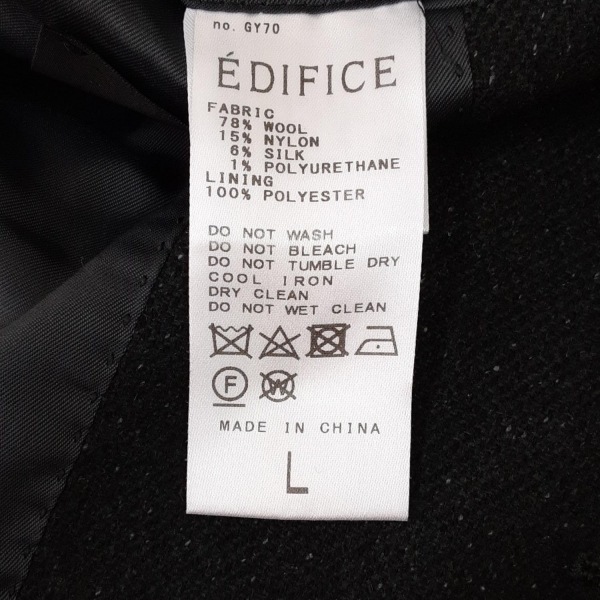 no. GY70
ÉDIFICE
FABRIC
78% WOOL
15% NYLON
6% SILK
1% POLYURETHANE
LINING
100% POLYESTER
DO NOT WASH
DO NOT BLEACH
DO NOT TUMBLE DRY
COOL IRON
DRY CLEAN
DO NOT WET CLEAN
F W
MADE IN CHINA
L